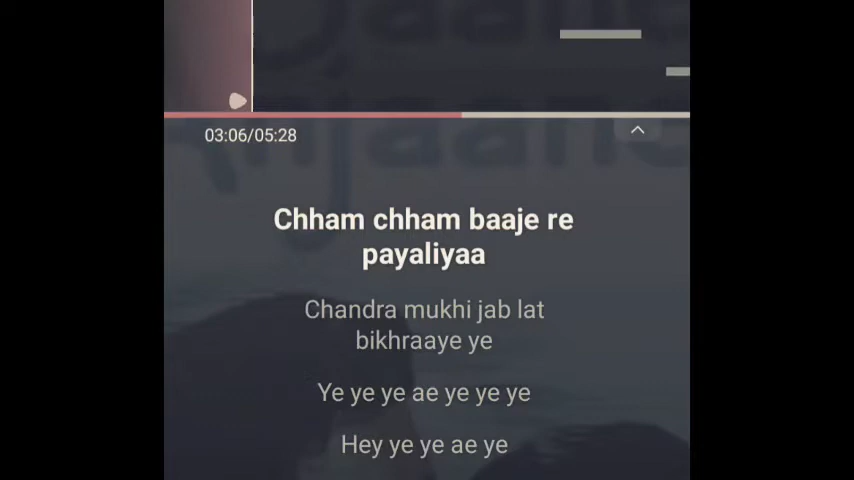 03:06/05:28
Chham chham baaje re
payaliyaa
Chandra mukhi jab lat
bikhraaye ye
Ye ye ye ae ye ye ye
Hey ye ye ae ye